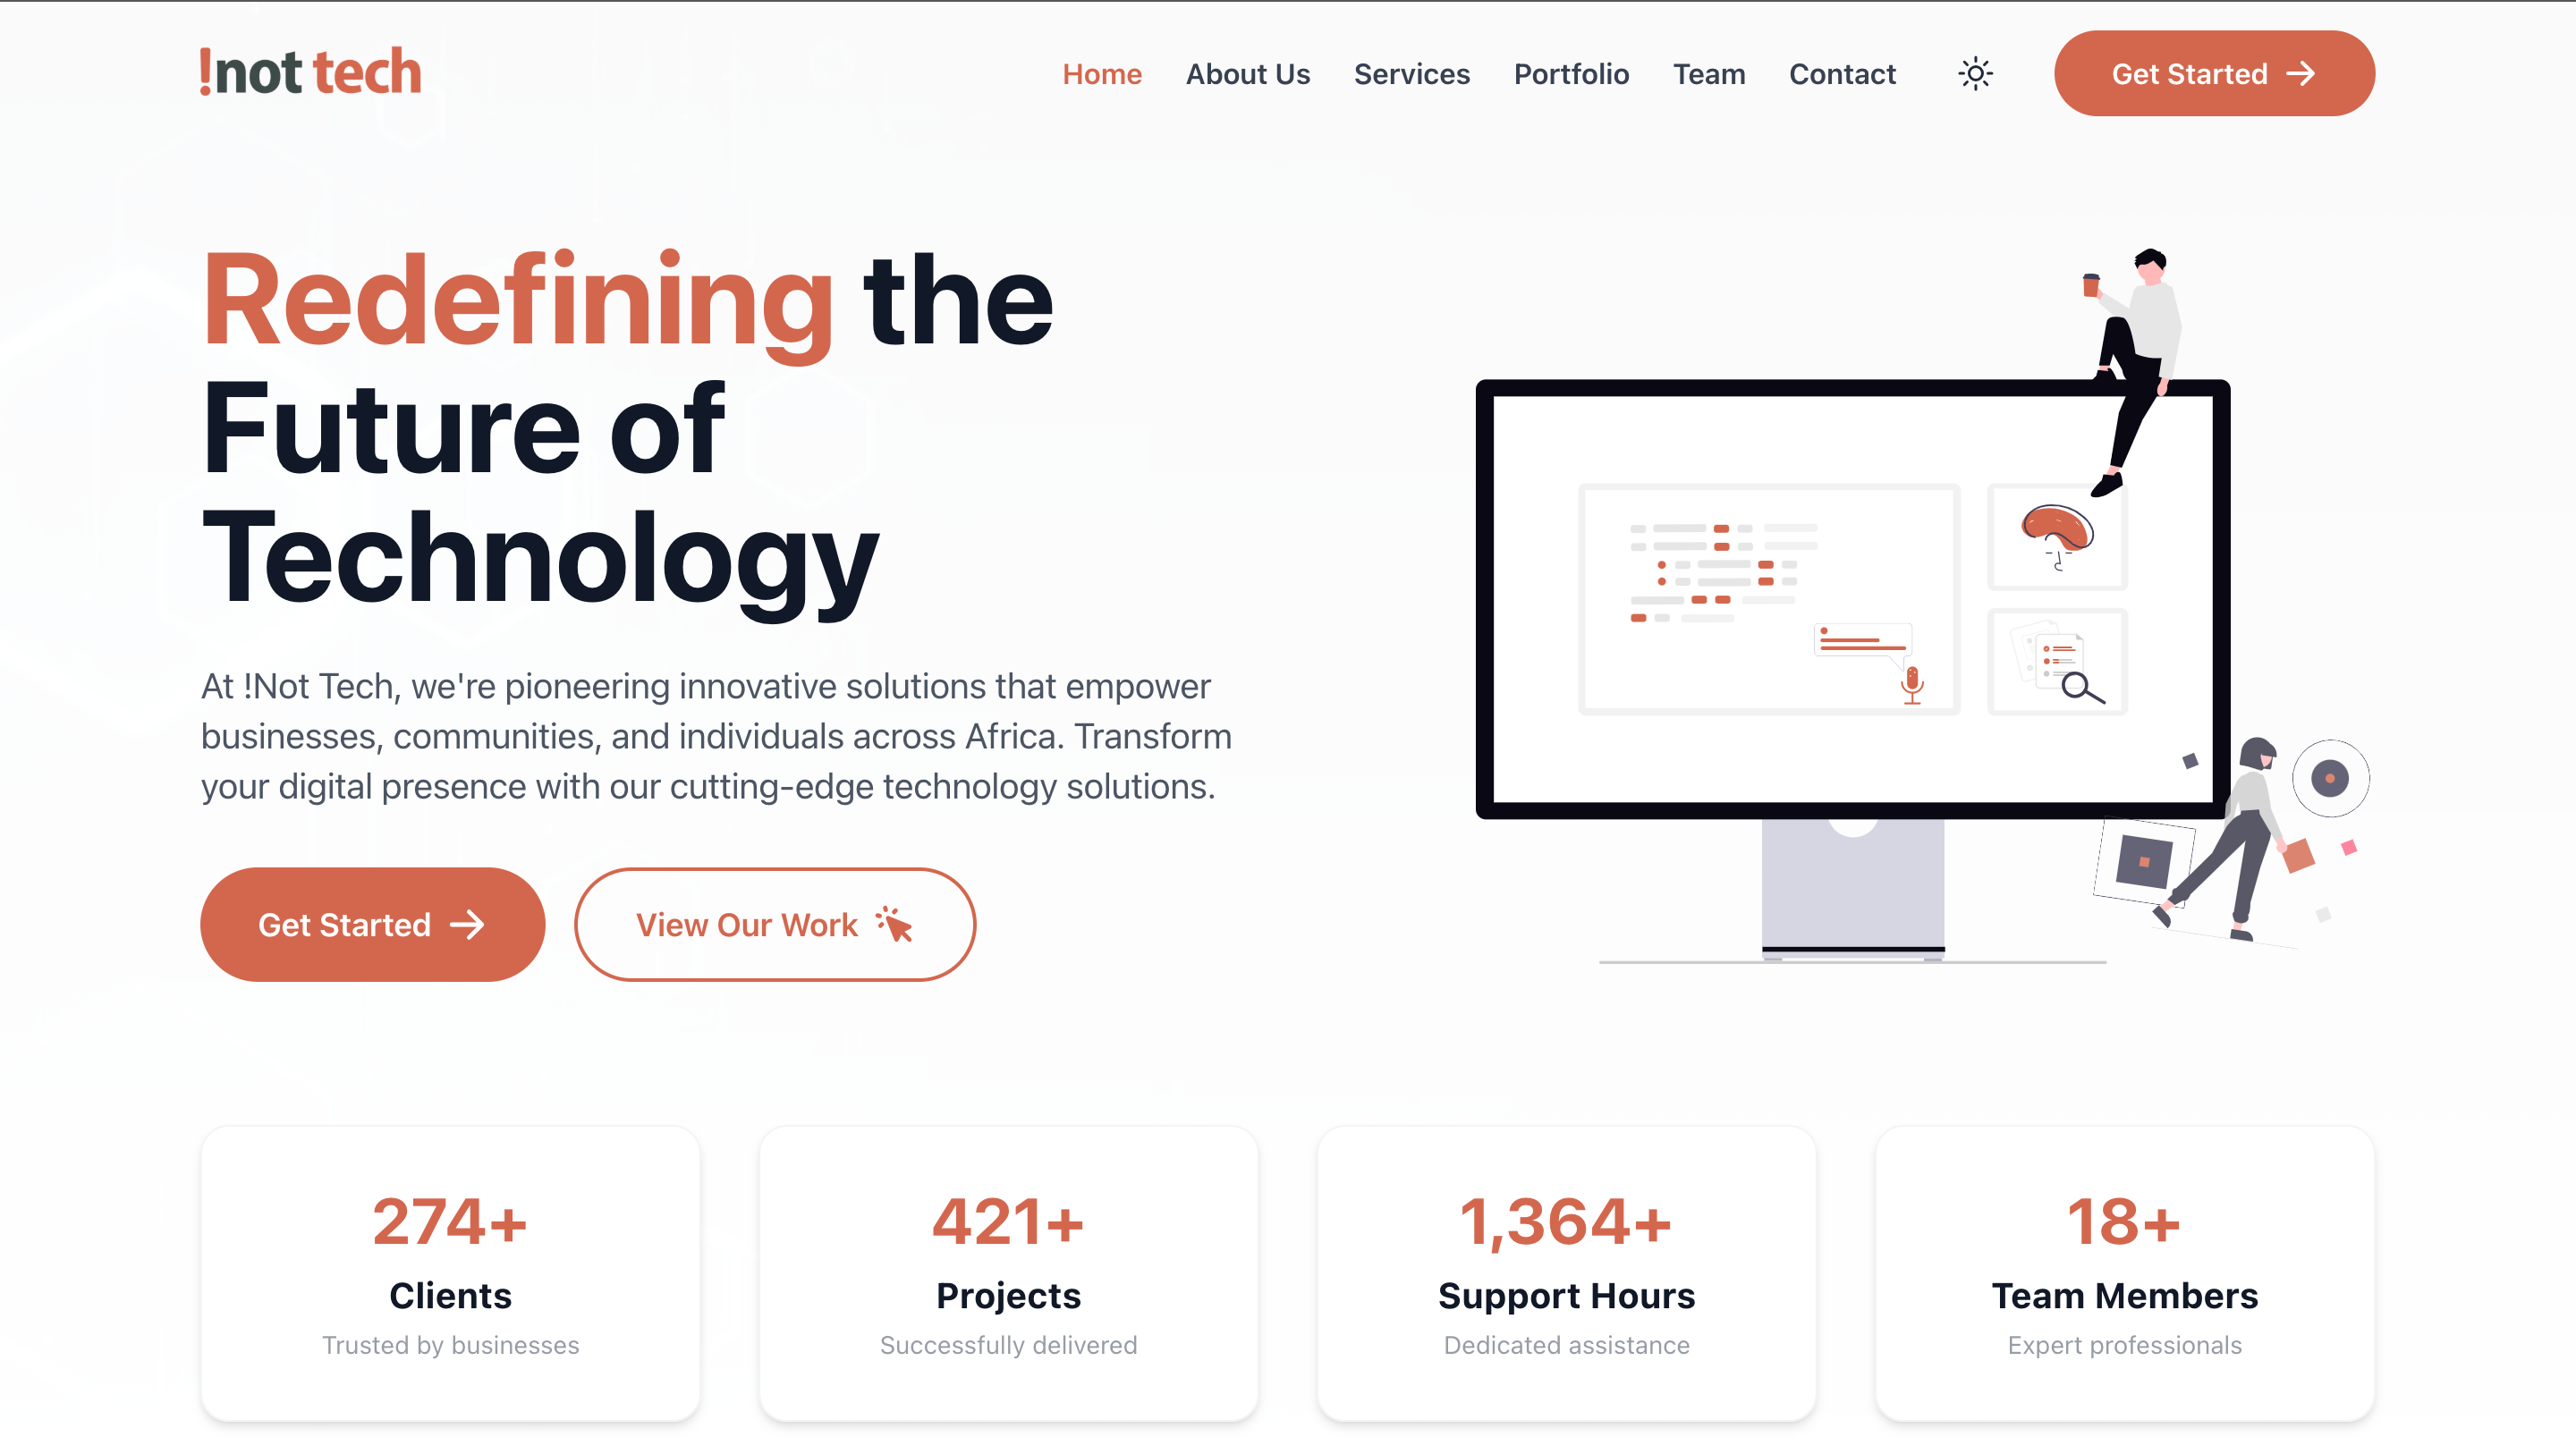 !not tech
Home
About Us
Services
Portfolio
Team
Contact
Get Started
Redefining the
Future of
Technology
At !Not Tech, we're pioneering innovative solutions that empower
businesses, communities, and individuals across Africa. Transform
your digital presence with our cutting-edge technology solutions.
Get Started
View Our Work
274+
Clients
Trusted by businesses
421+
Projects
Successfully delivered
1,364+
Support Hours
Dedicated assistance
18+
Team Members
Expert professionals